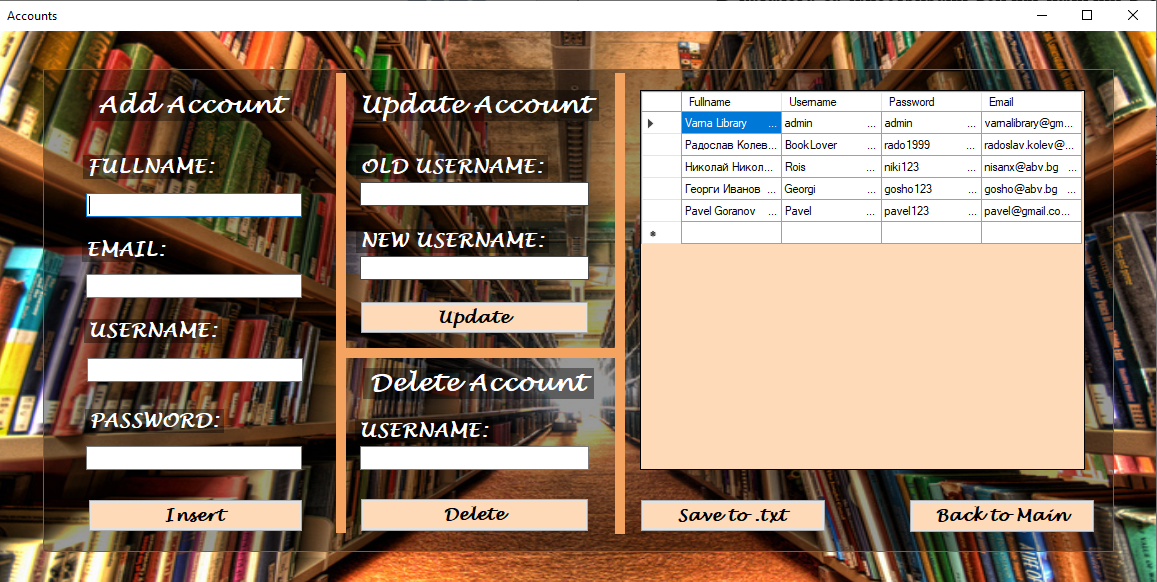 Accounts
Add Account
FULLNAME:
EMAIL:
USERNAME:
PASSWORD:
Insert
Update Account
OLD USERNAME:
NEW USERNAME:
Update
Delete Account
USERNAME:
Delete
Fullname Username Password Email
Varna Library ... admin ... admin ... varnalibrary@gm...
Радослав Колев... BookLover ... rado1999 ... radoslav.kolev@...
Николай Никол... Rois ... niki123 ... nisanx@abv.bg ...
Георги Иванов ... Georgi ... gosho123 ... gosho@abv.bg ...
Pavel Goranov ... Pavel ... pavel123 ... pavel@gmail.co...
Save to .txt
Back to Main